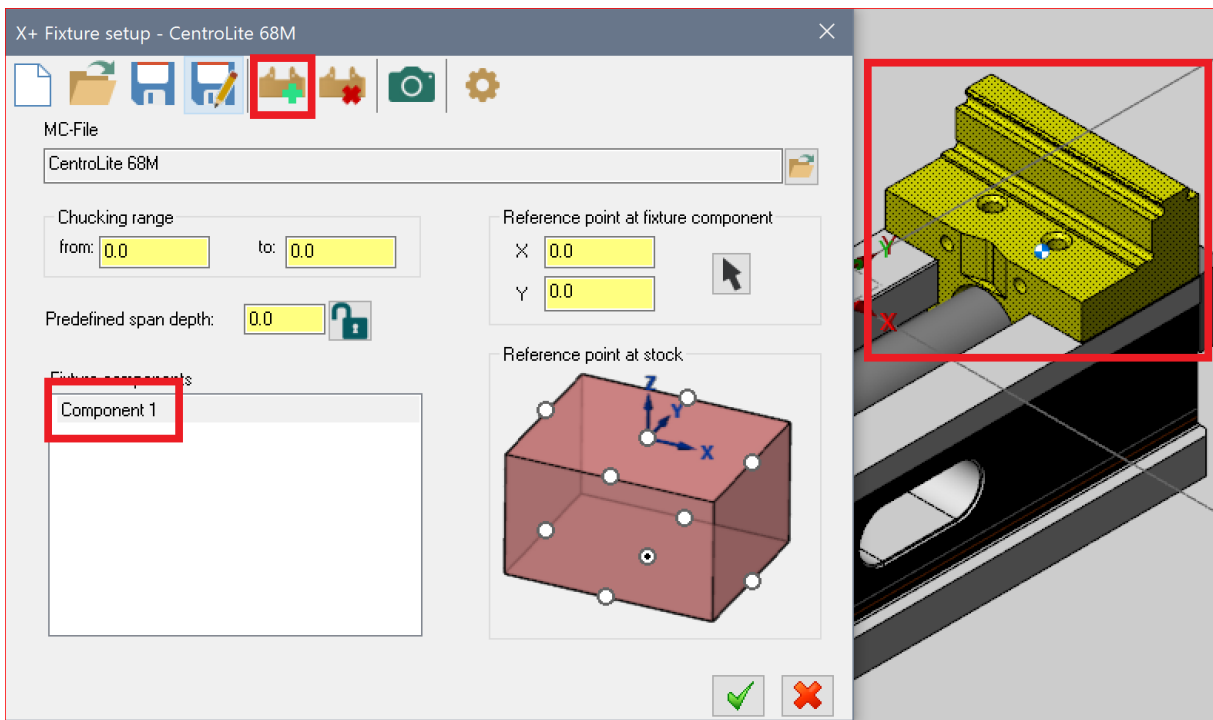 X+ Fixture setup - CentroLite 68M
MC-File
CentroLite 68M
Chucking range
from: 0.0 to: 0.0
Reference point at fixture component
X 0.0
Y 0.0
Predefined span depth: 0.0
Fixture components
Component 1
Reference point at stock
Z
Y
X
Y
X